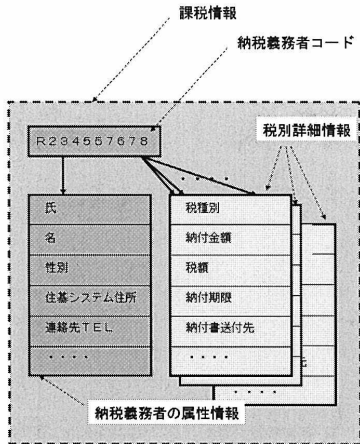 課税情報
納税義務者コード
R234557678
税別詳細情報
・・・・
氏
名
性別
住基システム住所
連絡先TEL
・・・・
税種別
納付金額
税額
納付期限
納付書送付先
・・・・
先
・・・・
納税義務者の属性情報